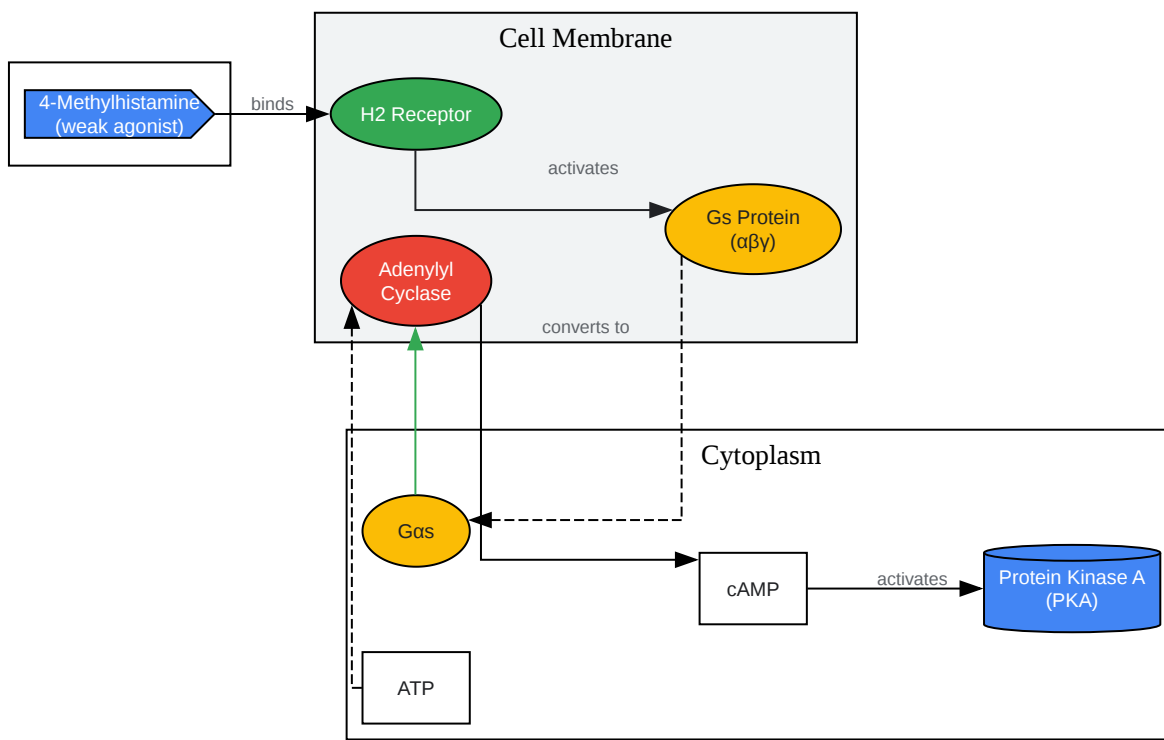 Cell Membrane
4-Methylhistamine
(weak agonist)
binds
H2 Receptor
activates
Gs Protein
(αβγ)
Adenylyl
Cyclase
converts to
Cytoplasm
Gαs
cAMP
activates
Protein Kinase A
(PKA)
ATP